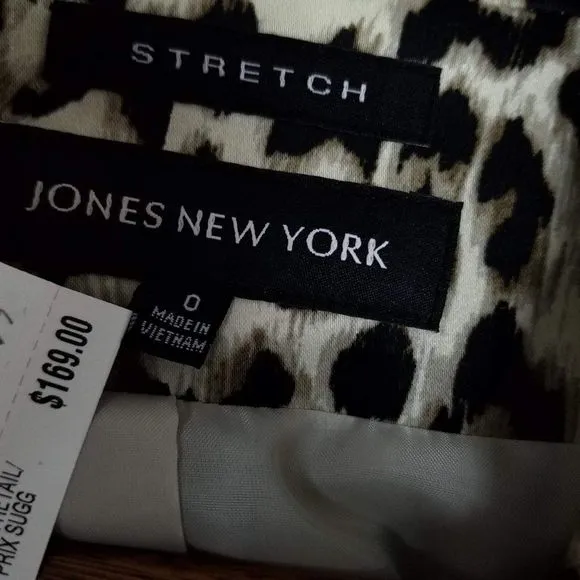 STRETCH
JONES NEW YORK
0
MADE IN
VIETNAM
$169.00
RETAIL/
PRIX SUGG